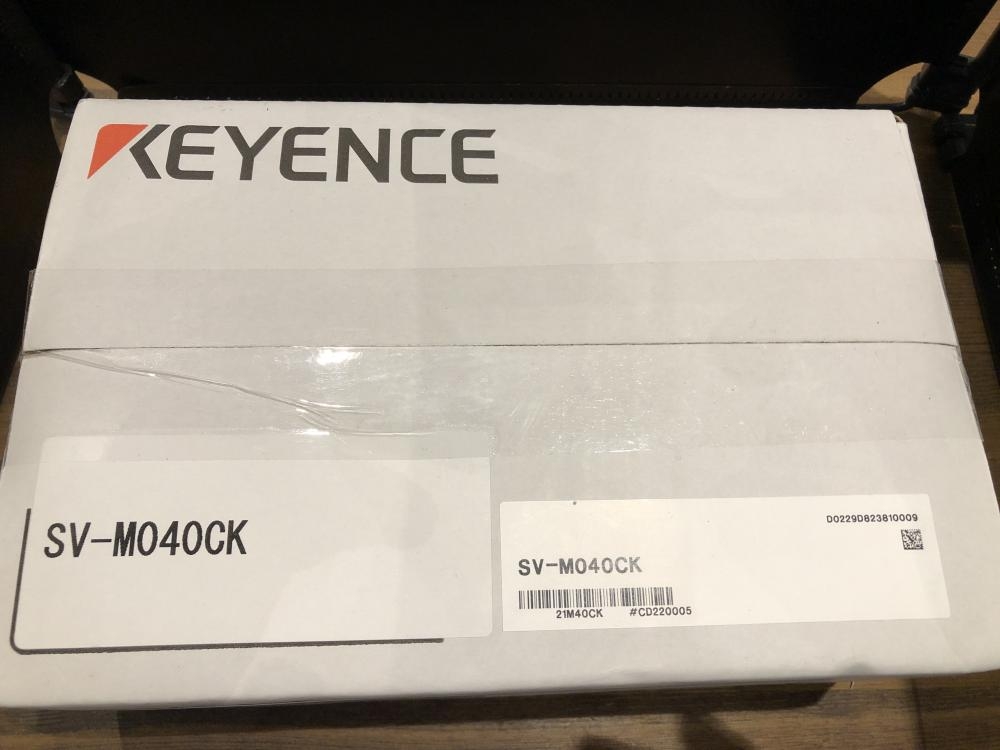 KEYENCE
SV-M040CK
D0229D823810009
SV-M040CK
21M40CK #CD220005